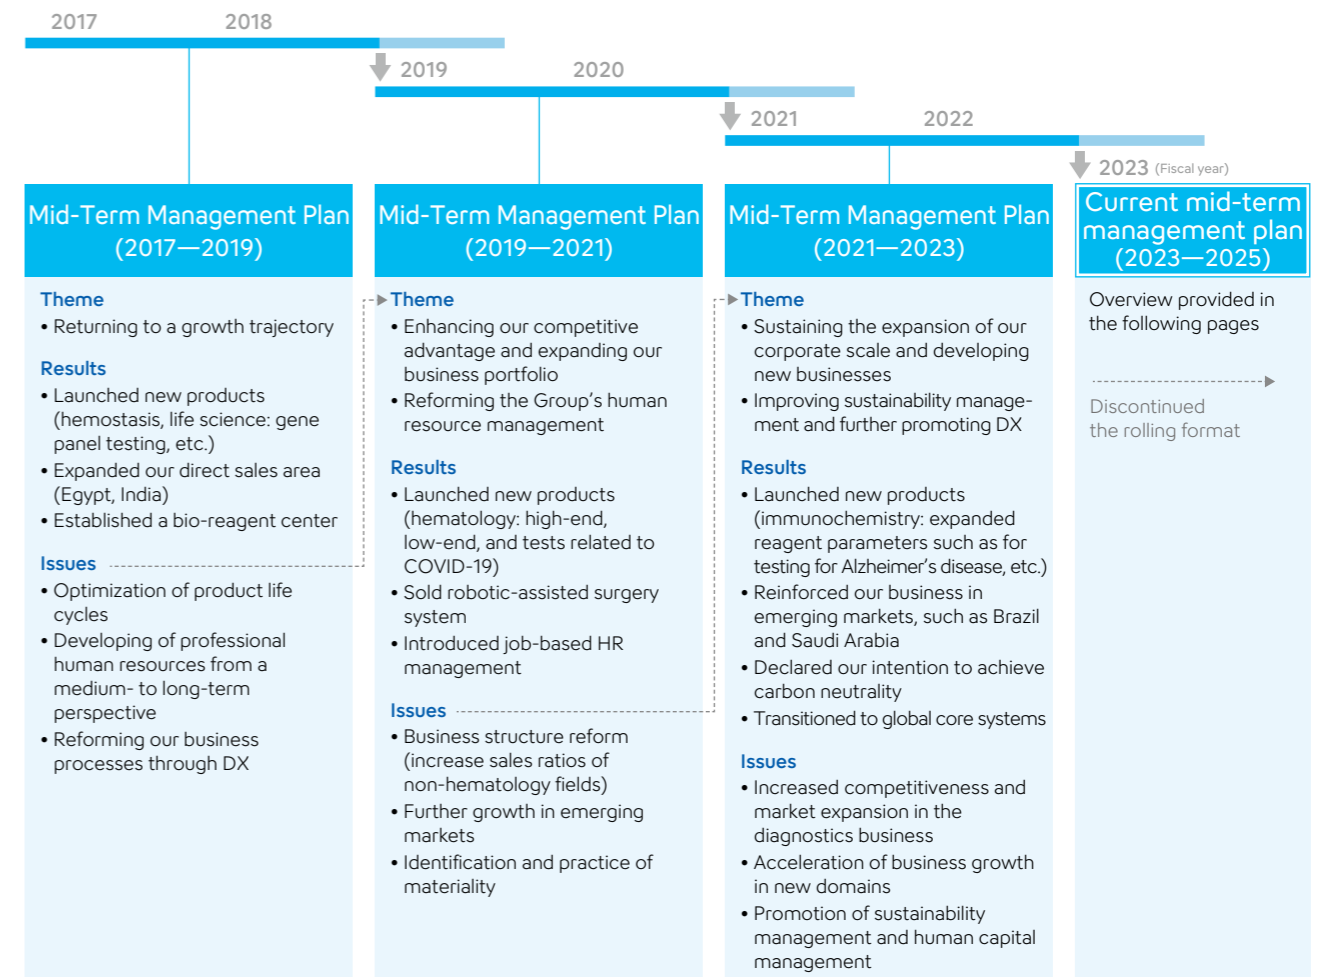 2017 2018
2019 2020
2021 2022
2023 (Fiscal year)
Mid-Term Management Plan
(2017—2019)
Theme
• Returning to a growth trajectory
Results
• Launched new products
(hemostasis, life science: gene
panel testing, etc.)
• Expanded our direct sales area
(Egypt, India)
• Established a bio-reagent center
Issues
• Optimization of product life
cycles
• Developing of professional
human resources from a
medium- to long-term
perspective
• Reforming our business
processes through DX
Mid-Term Management Plan
(2019—2021)
Theme
• Enhancing our competitive
advantage and expanding our
business portfolio
• Reforming the Group’s human
resource management
Results
• Launched new products
(hematology: high-end,
low-end, and tests related to
COVID-19)
• Sold robotic-assisted surgery
system
• Introduced job-based HR
management
Issues
• Business structure reform
(increase sales ratios of
non-hematology fields)
• Further growth in emerging
markets
• Identification and practice of
materiality
Mid-Term Management Plan
(2021—2023)
Theme
• Sustaining the expansion of our
corporate scale and developing
new businesses
• Improving sustainability manage-
ment and further promoting DX
Results
• Launched new products
(immunochemistry: expanded
reagent parameters such as for
testing for Alzheimer’s disease, etc.)
• Reinforced our business in
emerging markets, such as Brazil
and Saudi Arabia
• Declared our intention to achieve
carbon neutrality
• Transitioned to global core systems
Issues
• Increased competitiveness and
market expansion in the
diagnostics business
• Acceleration of business growth
in new domains
• Promotion of sustainability
management and human capital
management
Current mid-term
management plan
(2023—2025)
Overview provided in
the following pages
Discontinued
the rolling format